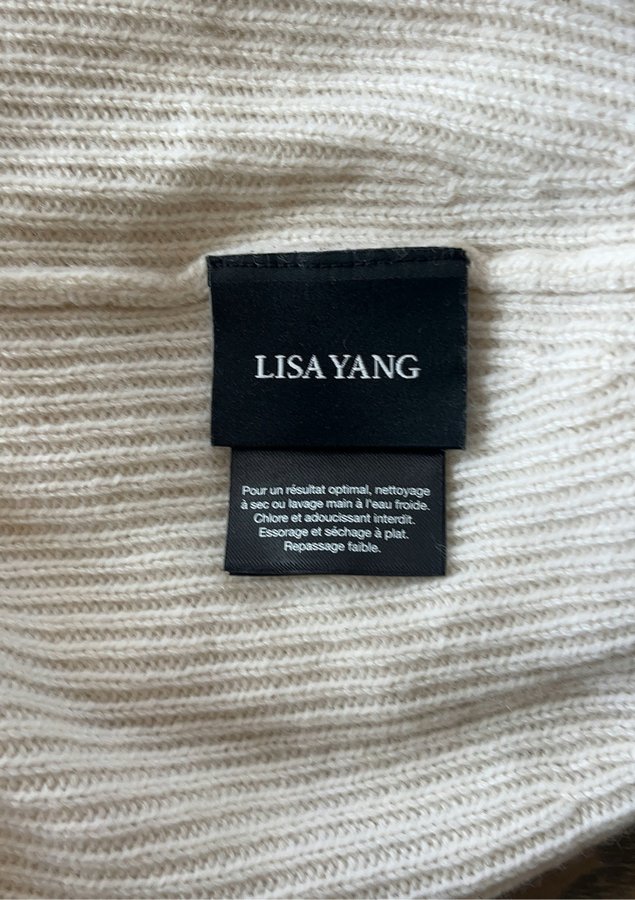 LISA YANG
Pour un résultat optimal, nettoyage
à sec ou lavage main à l'eau froide.
Chlore et adoucissant interdit.
Essorage et séchage à plat.
Repassage faible.